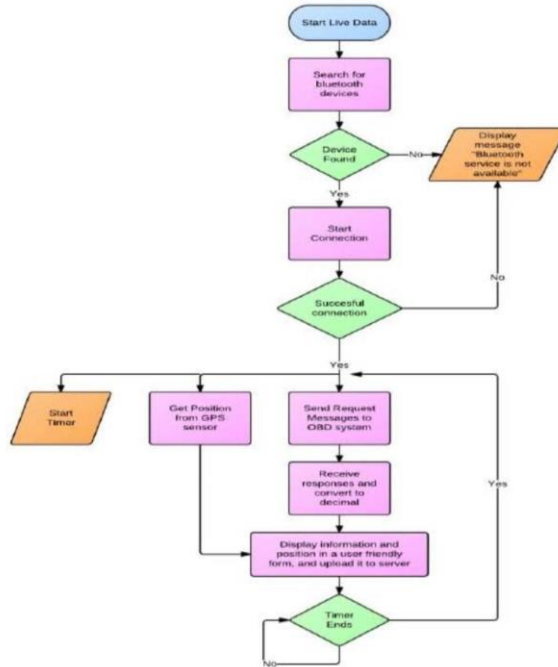 Start Live Data
Search for
bluetooth
devices
Device
Found
No
Display
message
"Bluetooth
service is not
available"
Yes
Start
Connection
No
Succesful
connection
Yes
Start
Timer
Get Position
from GPS
sensor
Send Request
Messages to
OBD system
Receive
responses and
convert to
decimal
Yes
Display information and
position in a user friendly
form, and upload it to server
Timer
Ends
No